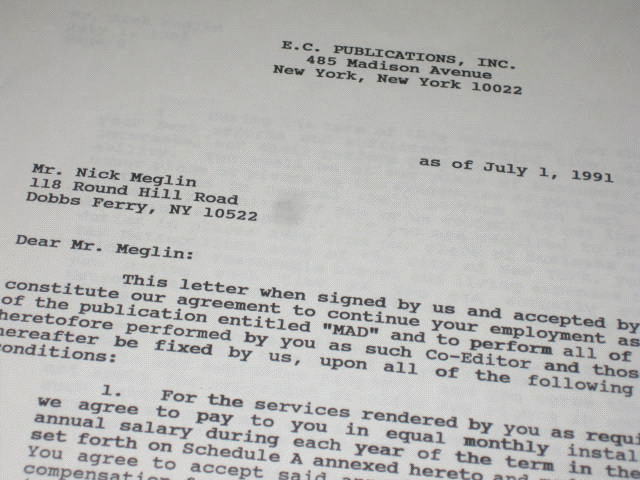 E.C. PUBLICATIONS, INC.
485 Madison Avenue
New York, New York 10022
as of July 1, 1991
Mr. Nick Meglin
118 Round Hill Road
Dobbs Ferry, NY 10522
Dear Mr. Meglin:
This letter when signed by us and accepted by
constitute our agreement to continue your employment as
of the publication entitled "MAD" and to perform all of
heretofore performed by you as such Co-Editor and thos
hereafter be fixed by us, upon all of the following
conditions:
1. For the services rendered by you as requi
we agree to pay to you in equal monthly instal
annual salary during each year of the term in the
set forth on Schedule A annexed hereto and
You agree to accept said
compensation